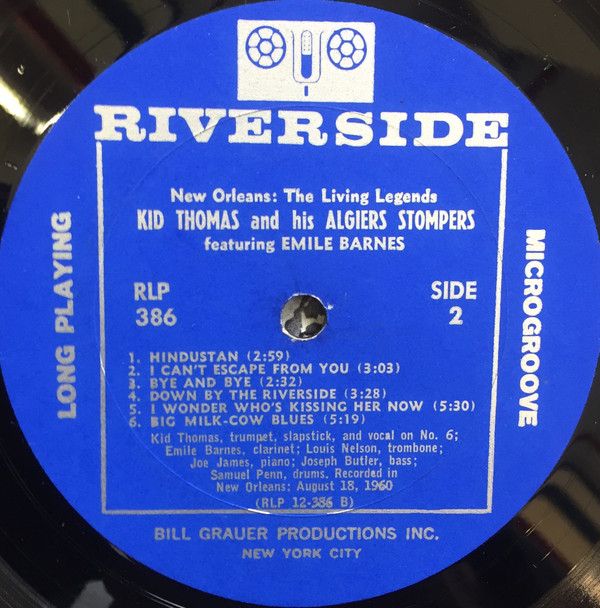 RIVERSIDE
New Orleans: The Living Legends
KID THOMAS and his ALGIERS STOMPERS
featuring EMILE BARNES
LONG PLAYING
MICROGROOVE
RLP
386
SIDE
2
1. HINDUSTAN (2:59)
2. I CAN'T ESCAPE FROM YOU (3:03)
3. BYE AND BYE (2:32)
4. DOWN BY THE RIVERSIDE (3:28)
5. I WONDER WHO'S KISSING HER NOW (5:30)
6. BIG MILK-COW BLUES (5:19)
Kid Thomas, trumpet, slapstick, and vocal on No. 6;
Emile Barnes, clarinet; Louis Nelson, trombone;
Joe James, piano; Joseph Butler, bass;
Samuel Penn, drums. Recorded in
New Orleans: August 18, 1960
(RLP 12-386 B)
BILL GRAUER PRODUCTIONS INC.
NEW YORK CITY